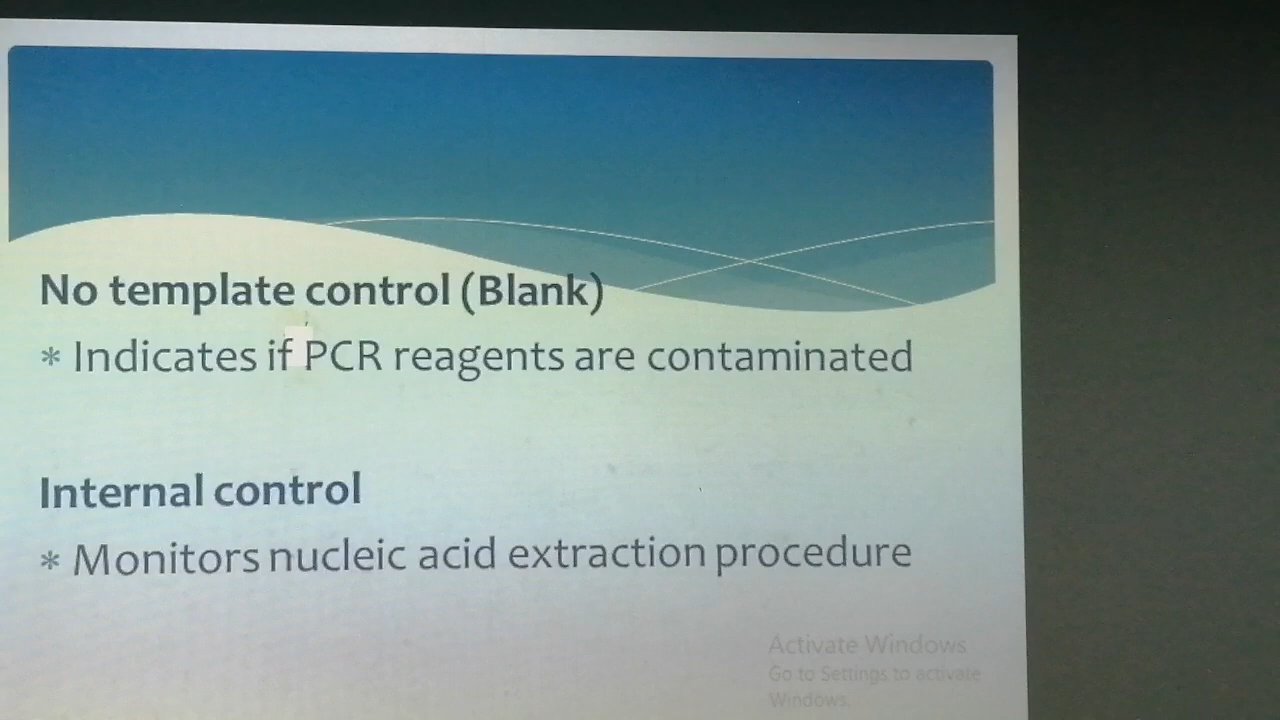 No template control (Blank)
* Indicates if PCR reagents are contaminated
Internal control
* Monitors nucleic acid extraction procedure
Activate Windows
Go to Settings to activate
Windows.